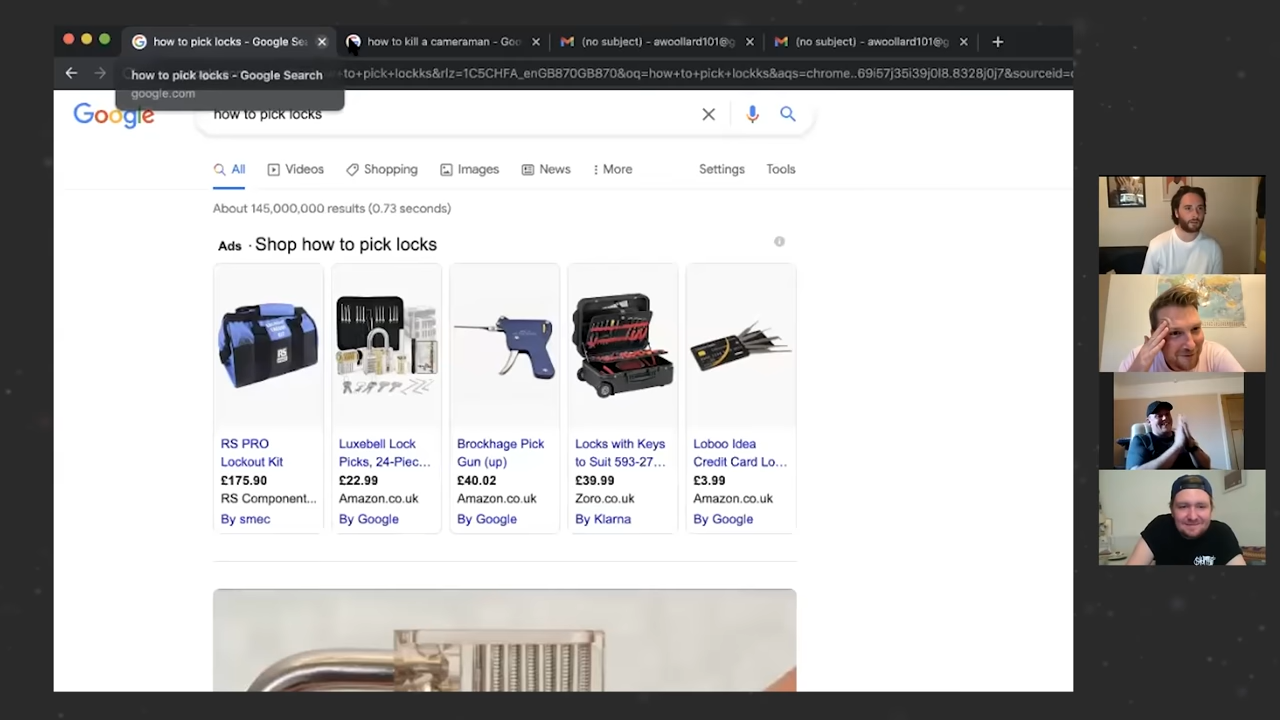 how to pick locks - Google Sea
how to kill a cameraman - Goo
(no subject) - awoollard101@g
(no subject) - awoollard101@g
how to pick locks - Google Search
google.com
to+pick+lockks&rlz=1C5CHFA_enGB870GB870&oq=how+to+pick+lockks&aqs=chrome..69i57j35i39j0l8.8328j0j7&sourceid=c
Google
how to pick locks
All
Videos
Shopping
Images
News
More
Settings
Tools
About 145,000,000 results (0.73 seconds)
Ads · Shop how to pick locks
RS PRO
Lockout Kit
£175.90
RS Component...
By smec
Luxebell Lock
Picks, 24-Piec...
£22.99
Amazon.co.uk
By Google
Brockhage Pick
Gun (up)
£40.02
Amazon.co.uk
By Google
Locks with Keys
to Suit 593-27...
£39.99
Zoro.co.uk
By Klarna
Loboo Idea
Credit Card Lo...
£3.99
Amazon.co.uk
By Google